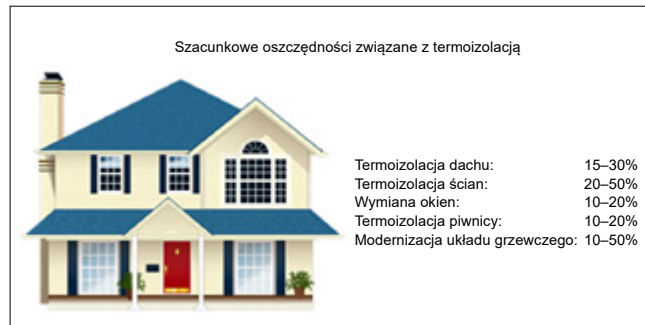 Szacunkowe oszczędności związane z termoizolacją
Termoizolacja dachu: 15–30%
Termoizolacja ścian: 20–50%
Wymiana okien: 10–20%
Termoizolacja piwnicy: 10–20%
Modernizacja układu grzewczego: 10–50%